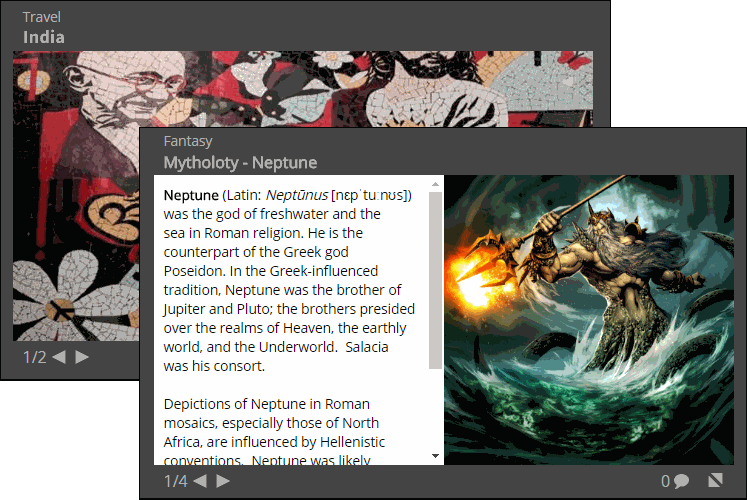 Travel
India
1/2
Fantasy
Mytholoty - Neptune
Neptune (Latin: Neptūnus [nɛpˈtuːnʊs])
was the god of freshwater and the
sea in Roman religion. He is the
counterpart of the Greek god
Poseidon. In the Greek-influenced
tradition, Neptune was the brother of
Jupiter and Pluto; the brothers presided
over the realms of Heaven, the earthly
world, and the Underworld.  Salacia
was his consort.
Depictions of Neptune in Roman
mosaics, especially those of North
Africa, are influenced by Hellenistic
conventions.  Neptune was likely
1/4
0